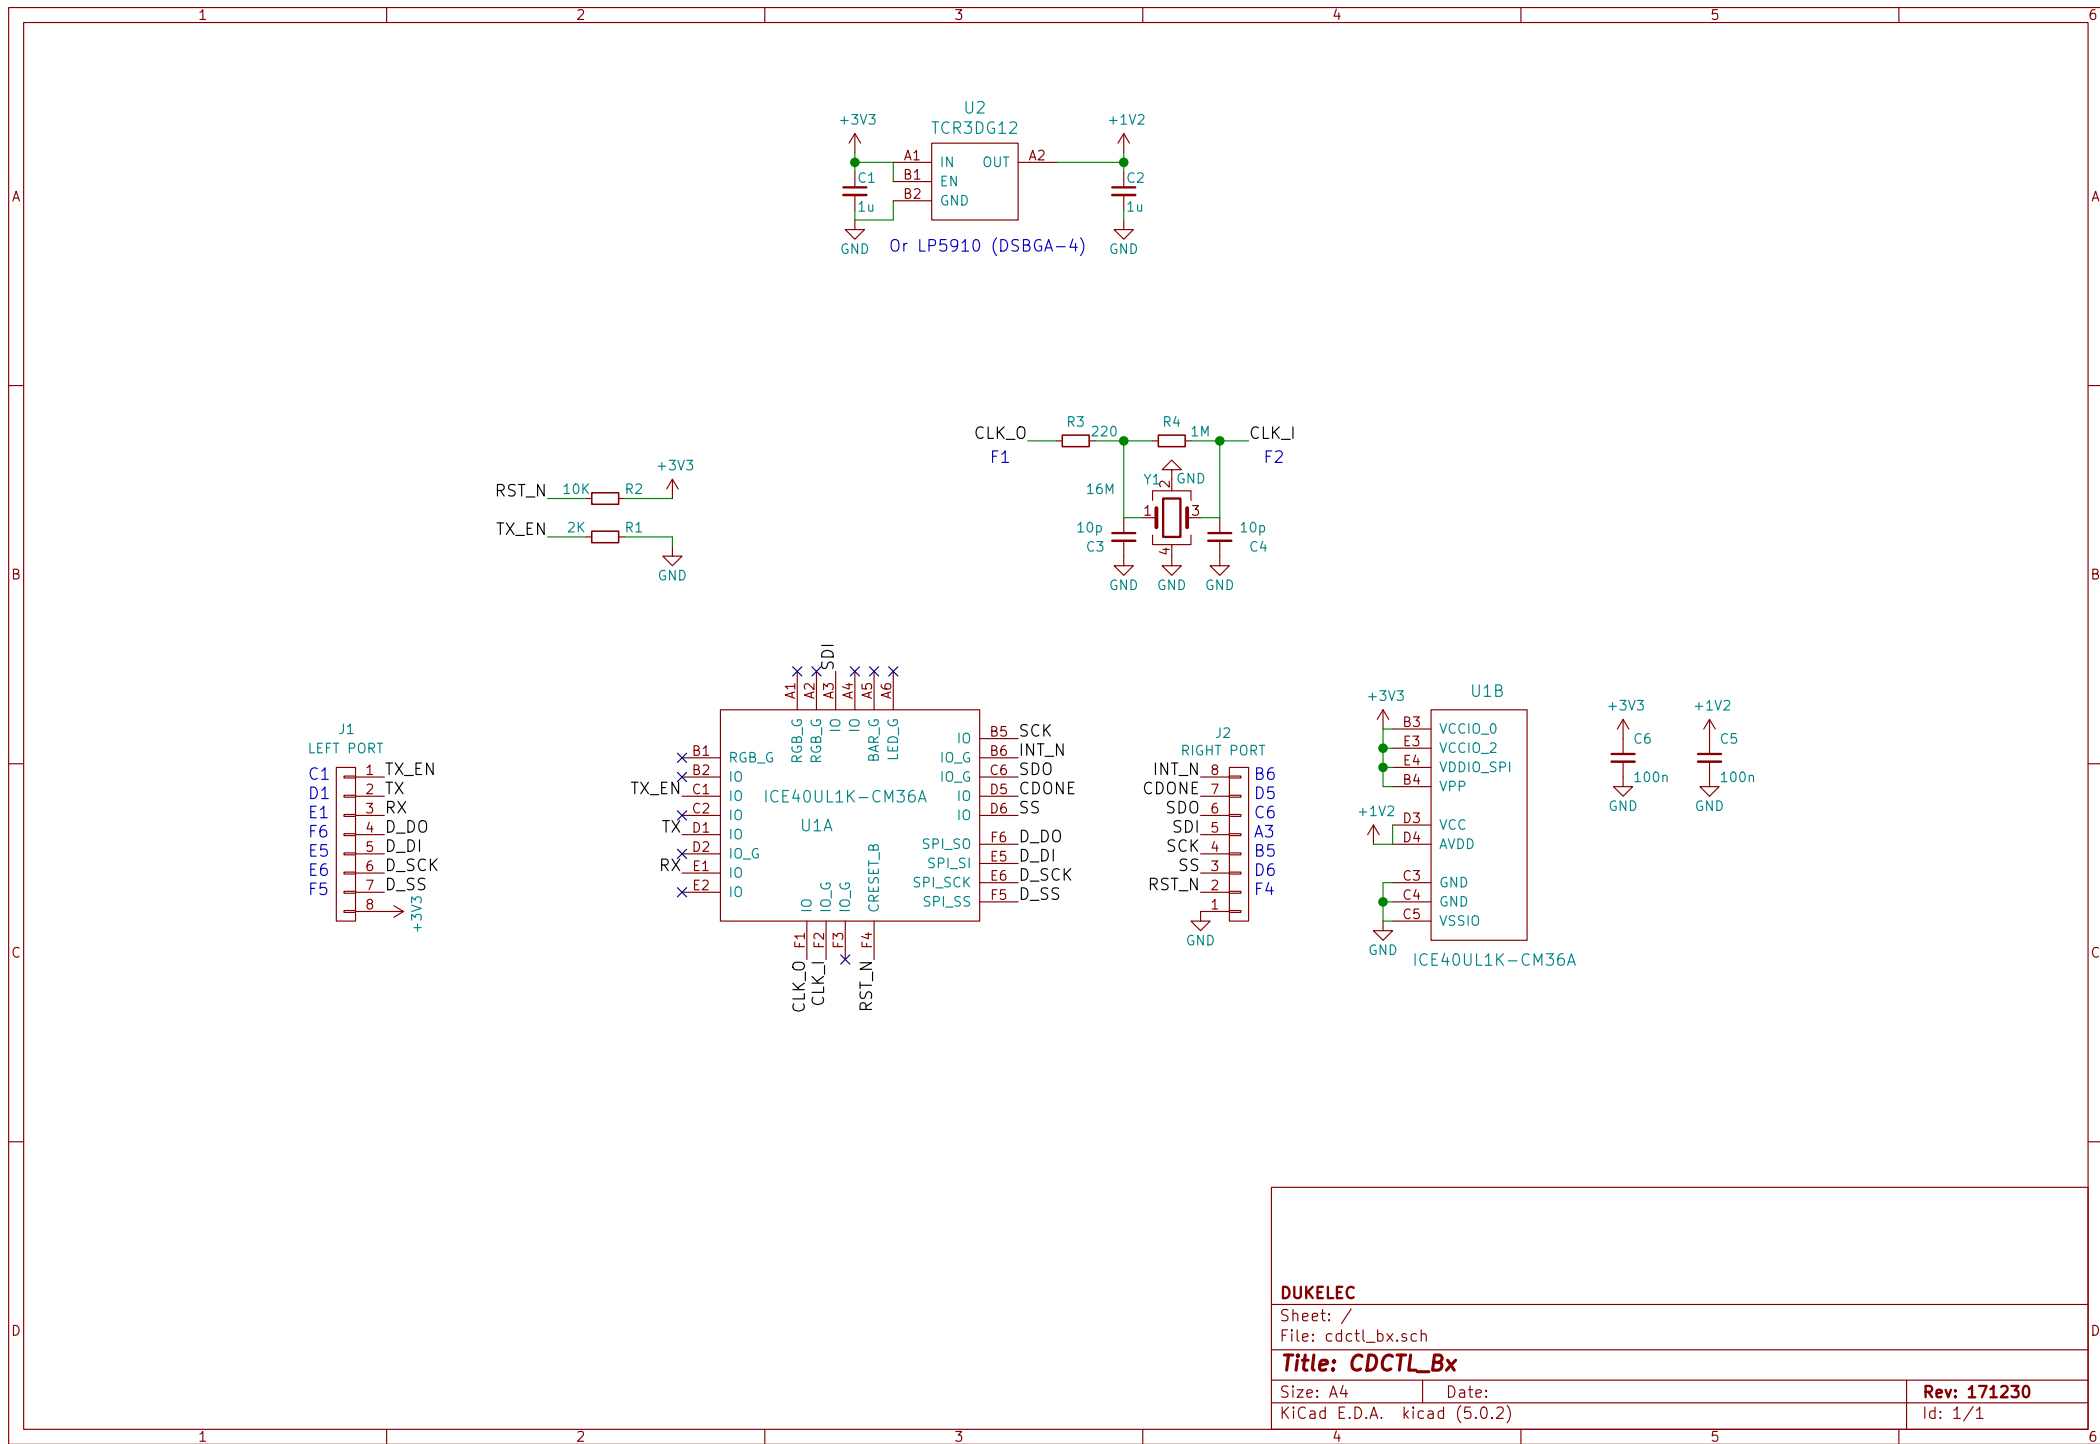 1 2 3 4 5 6
A A
B B
C C
D D
U2
TCR3DG12
+3V3
+1V2
A1 IN OUT A2
B1 EN
B2 GND
C1
1u
C2
1u
GND
GND
Or LP5910 (DSBGA-4)
CLK_O
F1
R3
220
R4
1M
CLK_I
F2
Y1
16M
GND
2
1
3
4
10p
C3
10p
C4
GND
GND
GND
RST_N
10K
R2
+3V3
TX_EN
2K
R1
GND
J1
LEFT PORT
C1 1 TX_EN
D1 2 TX
E1 3 RX
F6 4 D_DO
E5 5 D_DI
E6 6 D_SCK
F5 7 D_SS
8 +3V3
SDI
A1 A2 A3 A4 A5 A6
RGB_G RGB_G IO IO BAR_G LED_G
B1 RGB_G
B2 IO
TX_EN C1 IO
C2 IO
TX D1 IO
D2 IO_G
RX E1 IO
E2 IO
ICE40UL1K-CM36A
U1A
IO B5 SCK
IO_G B6 INT_N
IO_G C6 SDO
IO D5 CDONE
IO D6 SS
SPI_SO F6 D_DO
SPI_SI E5 D_DI
SPI_SCK E6 D_SCK
SPI_SS F5 D_SS
IO IO_G IO_G CRESET_B
F1 F2 F3 F4
CLK_O CLK_I RST_N
J2
RIGHT PORT
INT_N 8 B6
CDONE 7 D5
SDO 6 C6
SDI 5 A3
SCK 4 B5
SS 3 D6
RST_N 2 F4
1
GND
U1B
+3V3
B3 VCCIO_0
E3 VCCIO_2
E4 VDDIO_SPI
B4 VPP
+1V2
D3 VCC
D4 AVDD
C3 GND
C4 GND
C5 VSSIO
GND
ICE40UL1K-CM36A
+3V3
C6
100n
GND
+1V2
C5
100n
GND
DUKELEC
Sheet: /
File: cdctl_bx.sch
Title: CDCTL_Bx
Size: A4 Date: Rev: 171230
KiCad E.D.A. kicad (5.0.2) Id: 1/1
1 2 3 4 5 6